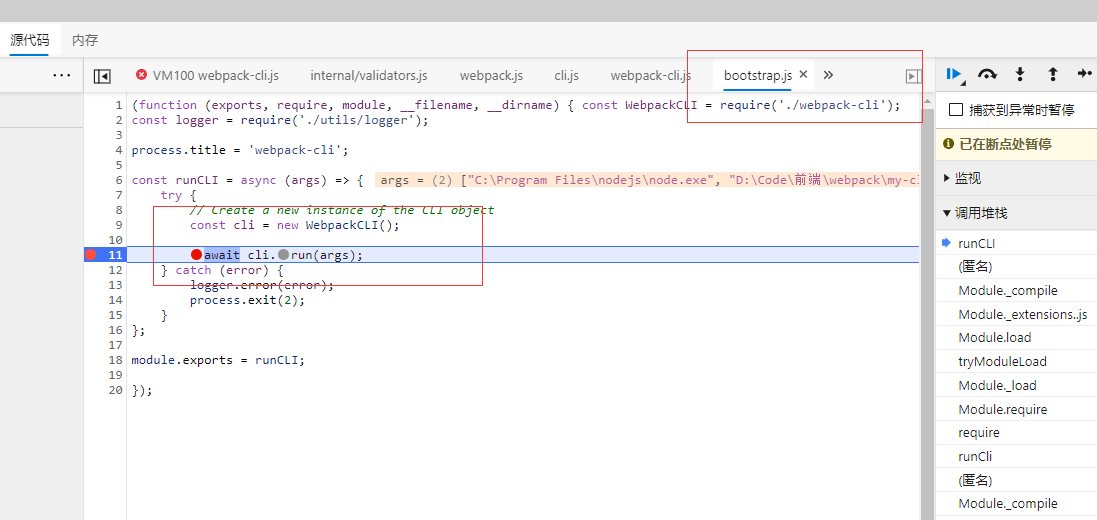 源代码 内存
··· VM100 webpack-cli.js internal/validators.js webpack.js cli.js webpack-cli.js bootstrap.js × »
1 (function (exports, require, module, __filename, __dirname) { const WebpackCLI = require('./webpack-cli');
2 const logger = require('./utils/logger');
3
4 process.title = 'webpack-cli';
5
6 const runCLI = async (args) => { args = (2) ["C:\Program Files\nodejs\node.exe", "D:\Code\前端\webpack\my-cl
7 try {
8 // Create a new instance of the CLI object
9 const cli = new WebpackCLI();
10
11 await cli.run(args);
12 } catch (error) {
13 logger.error(error);
14 process.exit(2);
15 }
16 };
17
18 module.exports = runCLI;
19
20 });
捕获到异常时暂停
已在断点处暂停
监视
调用堆栈
runCLI
(匿名)
Module._compile
Module._extensions..js
Module.load
tryModuleLoad
Module._load
Module.require
require
runCli
(匿名)
Module._compile